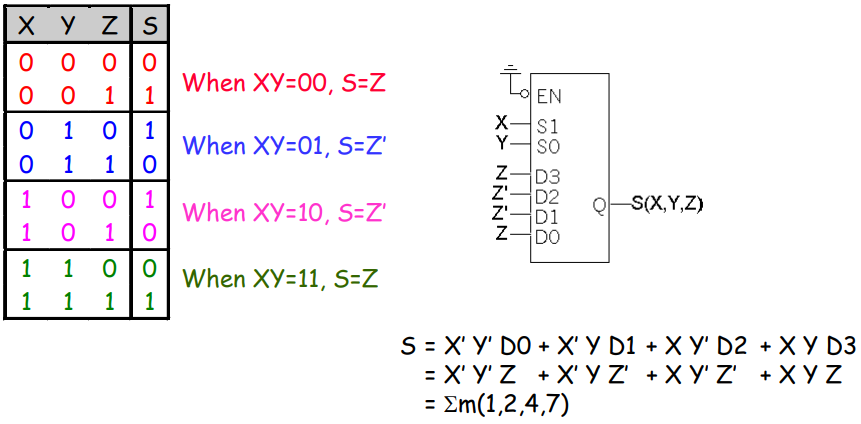 X Y Z S
0 0 0 0
0 0 1 1
When XY=00, S=Z
0 1 0 1
0 1 1 0
When XY=01, S=Z’
1 0 0 1
1 0 1 0
When XY=10, S=Z’
1 1 0 0
1 1 1 1
When XY=11, S=Z
EN
X S1
Y S0
Z D3
Z' D2
Z' D1
Z D0
Q S(X,Y,Z)
S = X’ Y’ D0 + X’ Y D1 + X Y’ D2 + X Y D3
= X’ Y’ Z + X’ Y Z’ + X Y’ Z’ + X Y Z
= Σm(1,2,4,7)